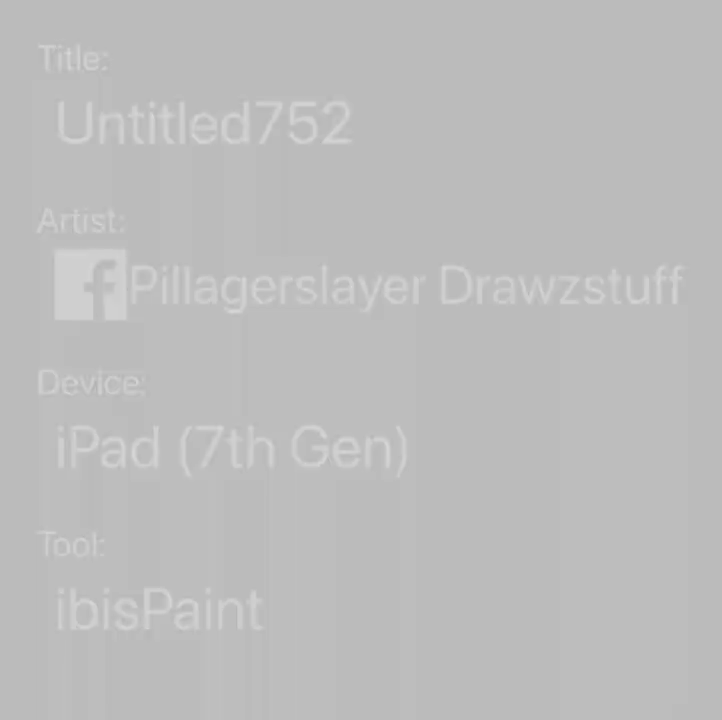 Title:
Untitled752
Artist:
Pillagerslayer Drawzstuff
Device:
iPad (7th Gen)
Tool:
ibisPaint